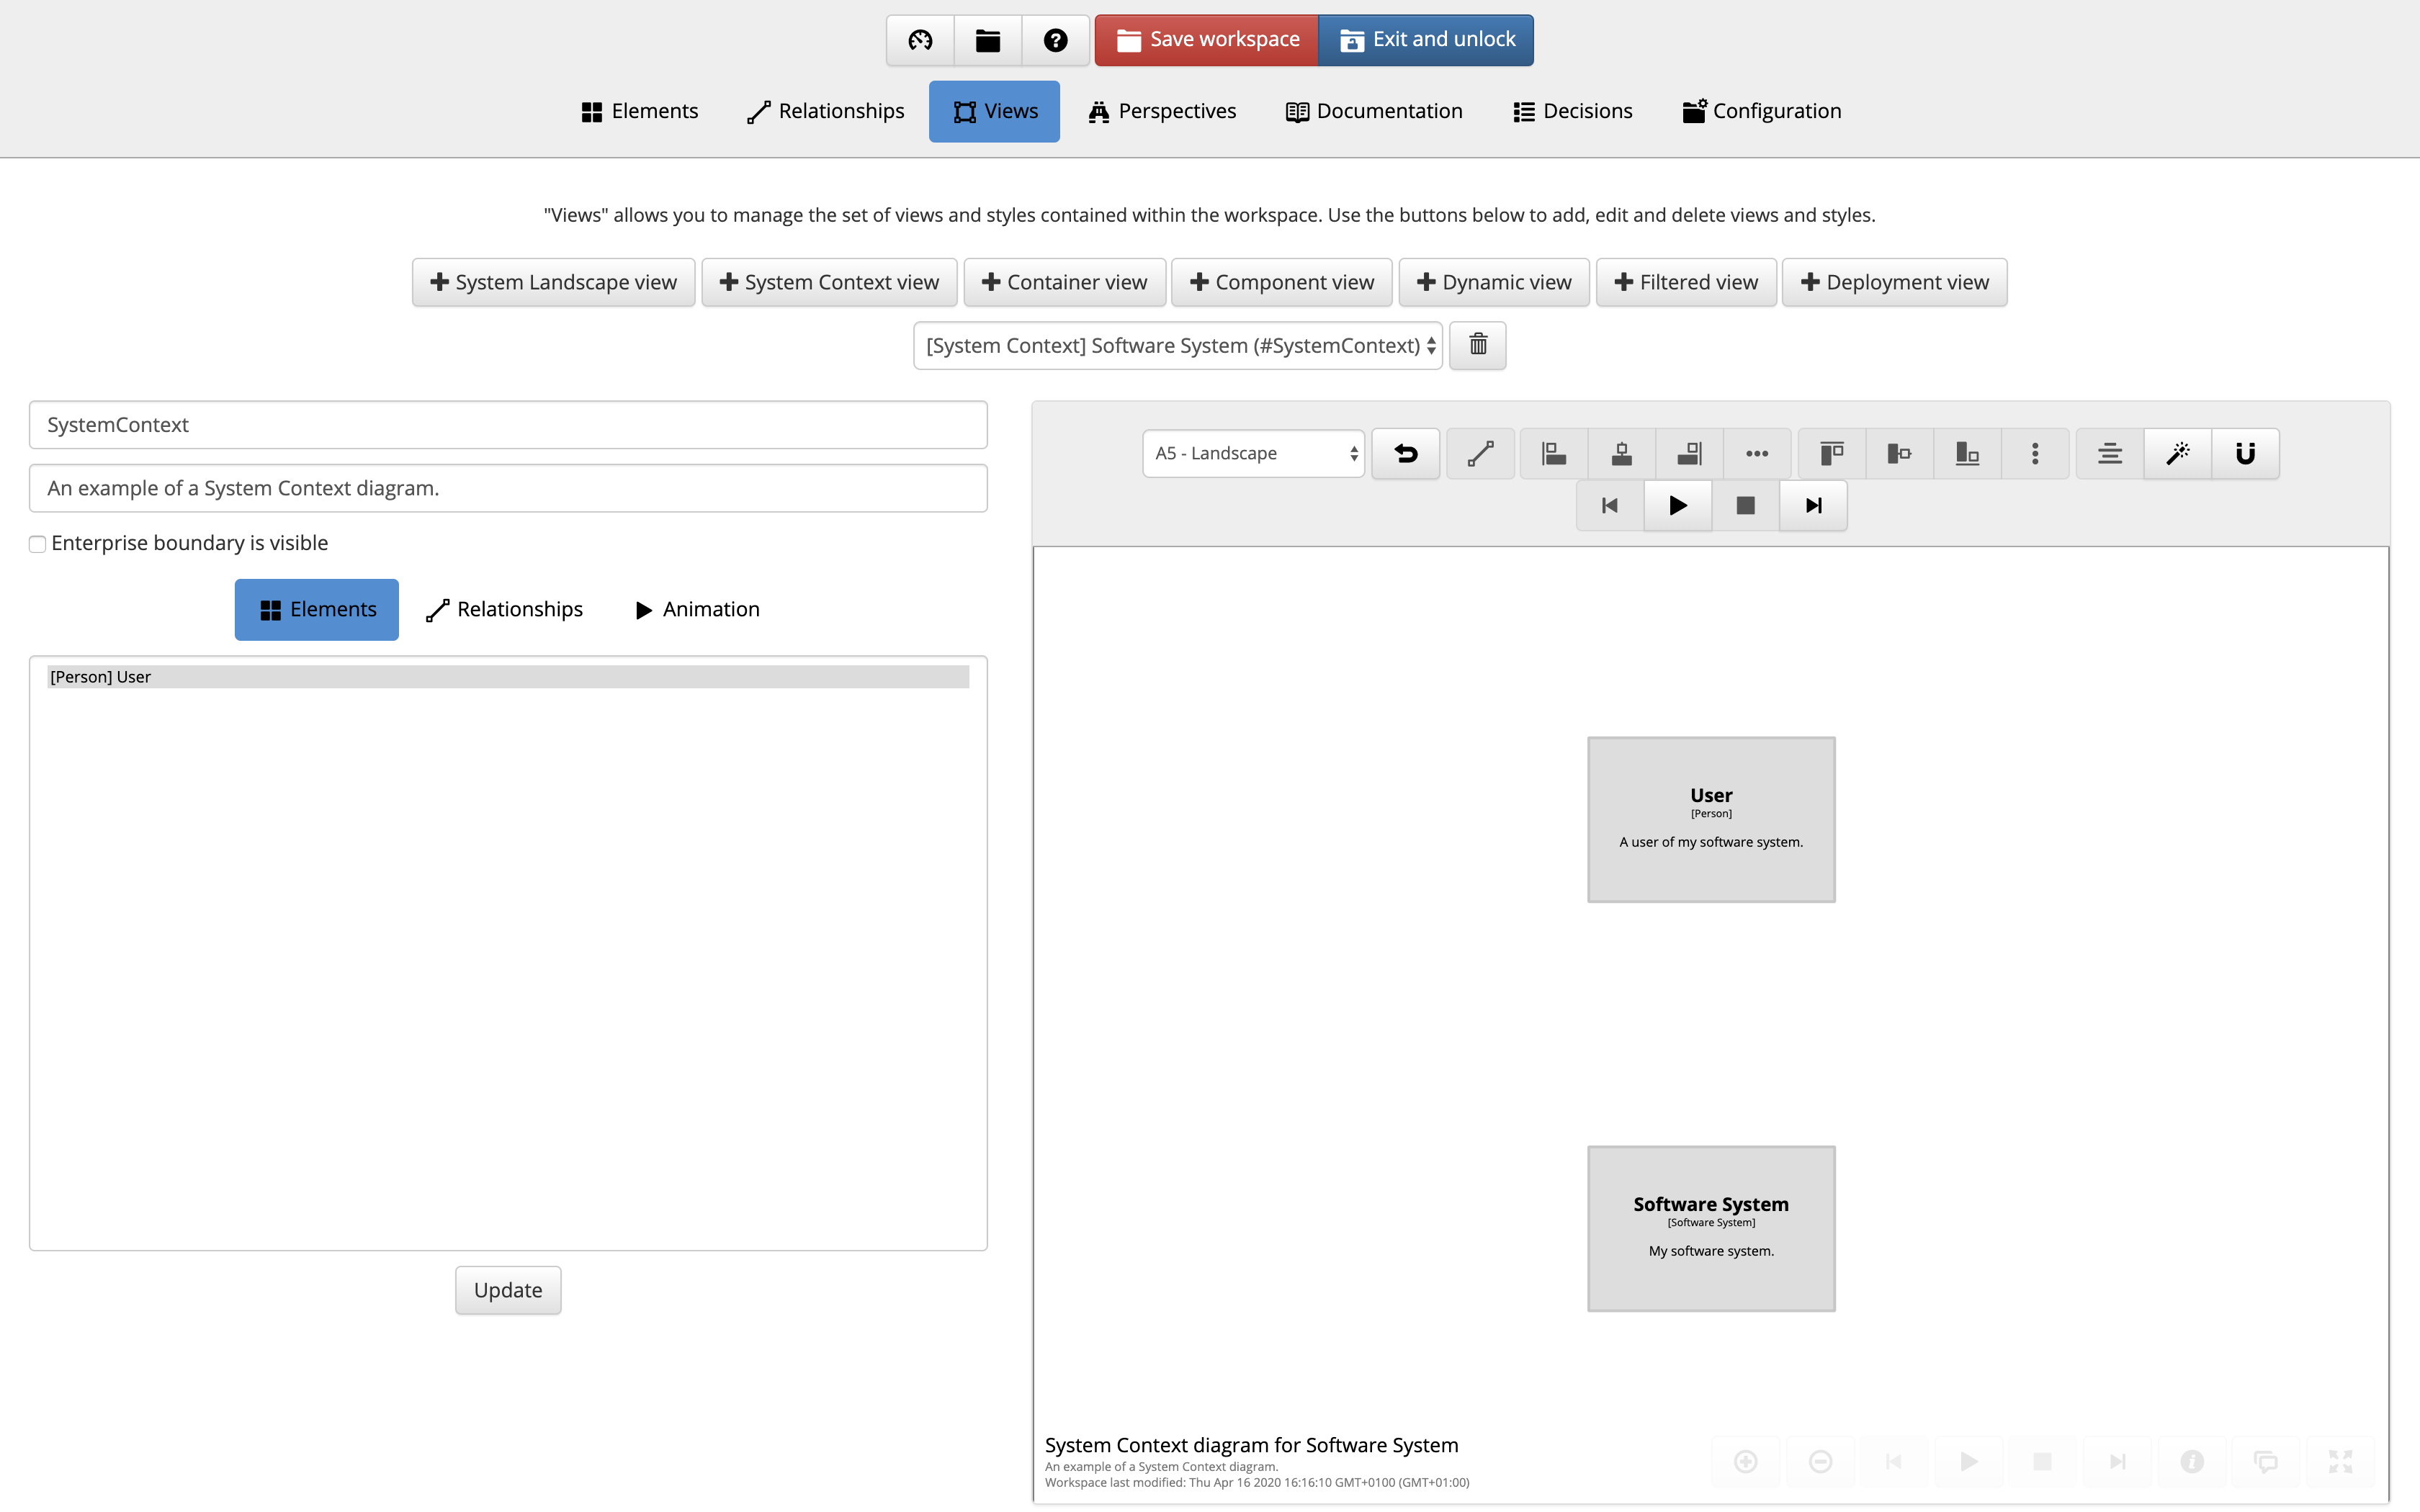 Save workspace Exit and unlock
Elements Relationships Views Perspectives Documentation Decisions Configuration
"Views" allows you to manage the set of views and styles contained within the workspace. Use the buttons below to add, edit and delete views and styles.
System Landscape view System Context view Container view Component view Dynamic view Filtered view Deployment view
[System Context] Software System (#SystemContext)
SystemContext
An example of a System Context diagram.
Enterprise boundary is visible
Elements Relationships Animation
[Person] User
Update
A5 - Landscape
User
[Person]
A user of my software system.
Software System
[Software System]
My software system.
System Context diagram for Software System
An example of a System Context diagram.
Workspace last modified: Thu Apr 16 2020 16:16:10 GMT+0100 (GMT+01:00)